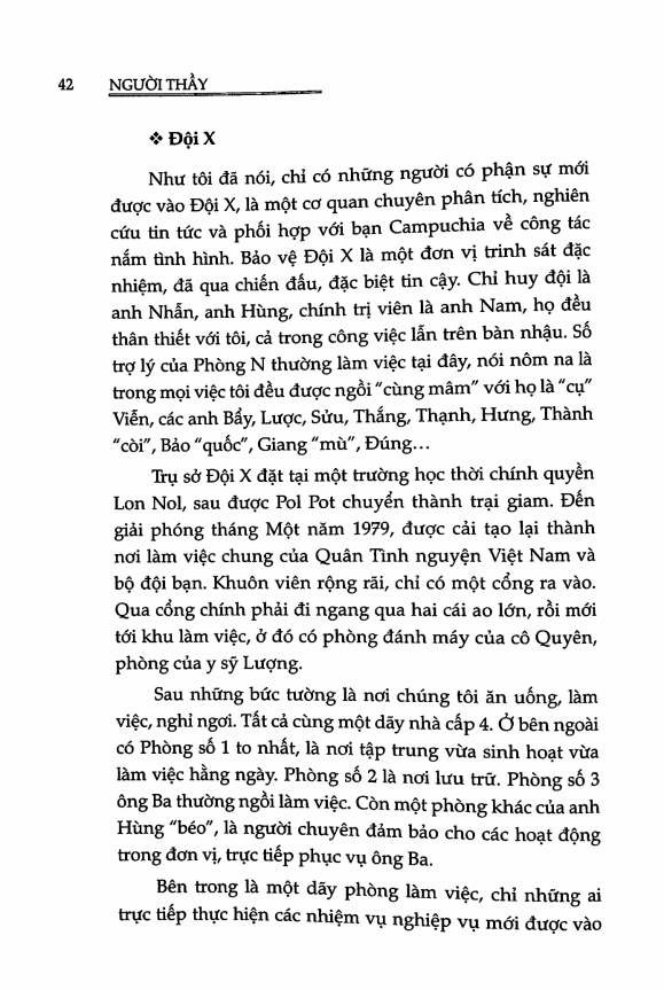 42 NGƯỜI THẦY
❖ Đội X
Như tôi đã nói, chỉ có những người có phận sự mới
được vào Đội X, là một cơ quan chuyên phân tích, nghiên
cứu tin tức và phối hợp với bạn Campuchia về công tác
nắm tình hình. Bảo vệ Đội X là một đơn vị trinh sát đặc
nhiệm, đã qua chiến đấu, đặc biệt tin cậy. Chỉ huy đội là
anh Nhẫn, anh Hùng, chính trị viên là anh Nam, họ đều
thân thiết với tôi, cả trong công việc lẫn trên bàn nhậu. Số
trợ lý của Phòng N thường làm việc tại đây, nói nôm na là
trong mọi việc tôi đều được ngồi "cùng mâm" với họ là "cụ"
Viễn, các anh Bẩy, Lược, Sửu, Thắng, Thạnh, Hưng, Thành
"còi", Bảo "quốc", Giang "mù", Đúng...
Trụ sở Đội X đặt tại một trường học thời chính quyền
Lon Nol, sau được Pol Pot chuyển thành trại giam. Đến
giải phóng tháng Một năm 1979, được cải tạo lại thành
nơi làm việc chung của Quân Tình nguyện Việt Nam và
bộ đội bạn. Khuôn viên rộng rãi, chỉ có một cổng ra vào.
Qua cổng chính phải đi ngang qua hai cái ao lớn, rồi mới
tới khu làm việc, ở đó có phòng đánh máy của cô Quyên,
phòng của y sỹ Lượng.
Sau những bức tường là nơi chúng tôi ăn uống, làm
việc, nghỉ ngơi. Tất cả cùng một dãy nhà cấp 4. Ở bên ngoài
có Phòng số 1 to nhất, là nơi tập trung vừa sinh hoạt vừa
làm việc hằng ngày. Phòng số 2 là nơi lưu trữ. Phòng số 3
ông Ba thường ngồi làm việc. Còn một phòng khác của anh
Hùng "béo", là người chuyên đảm bảo cho các hoạt động
trong đơn vị, trực tiếp phục vụ ông Ba.
Bên trong là một dãy phòng làm việc, chỉ những ai
trực tiếp thực hiện các nhiệm vụ nghiệp vụ mới được vào